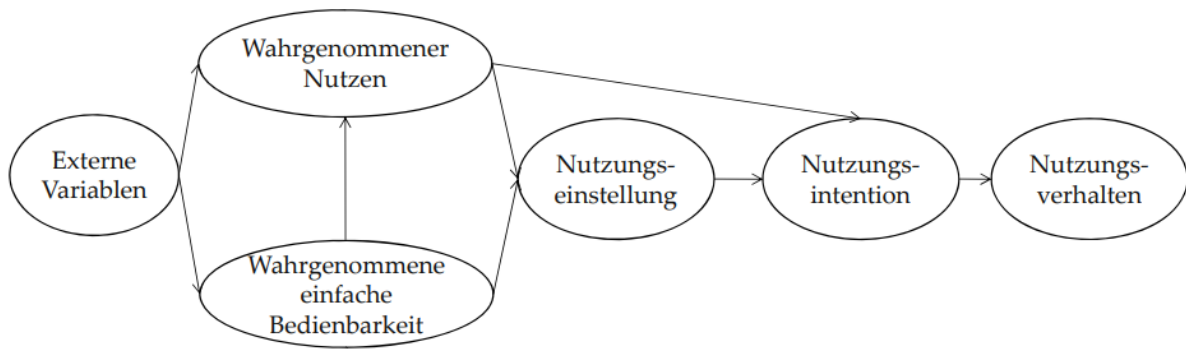 Wahrgenommener
Nutzen
Externe
Variablen
Nutzungs-
einstellung
Nutzungs-
intention
Nutzungs-
verhalten
Wahrgenommene
einfache
Bedienbarkeit